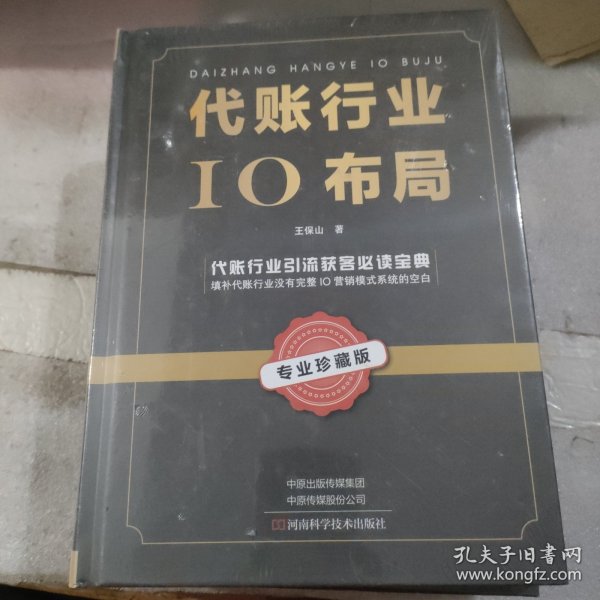 DAIZHANG HANGYE IO BUJU
代账行业
IO布局
王保山 著
代账行业引流获客必读宝典
填补代账行业没有完整IO营销模式系统的空白
专业珍藏版
中原出版传媒集团
中原传媒股份公司
河南科学技术出版社
孔夫子旧书网
www.kongfz.com